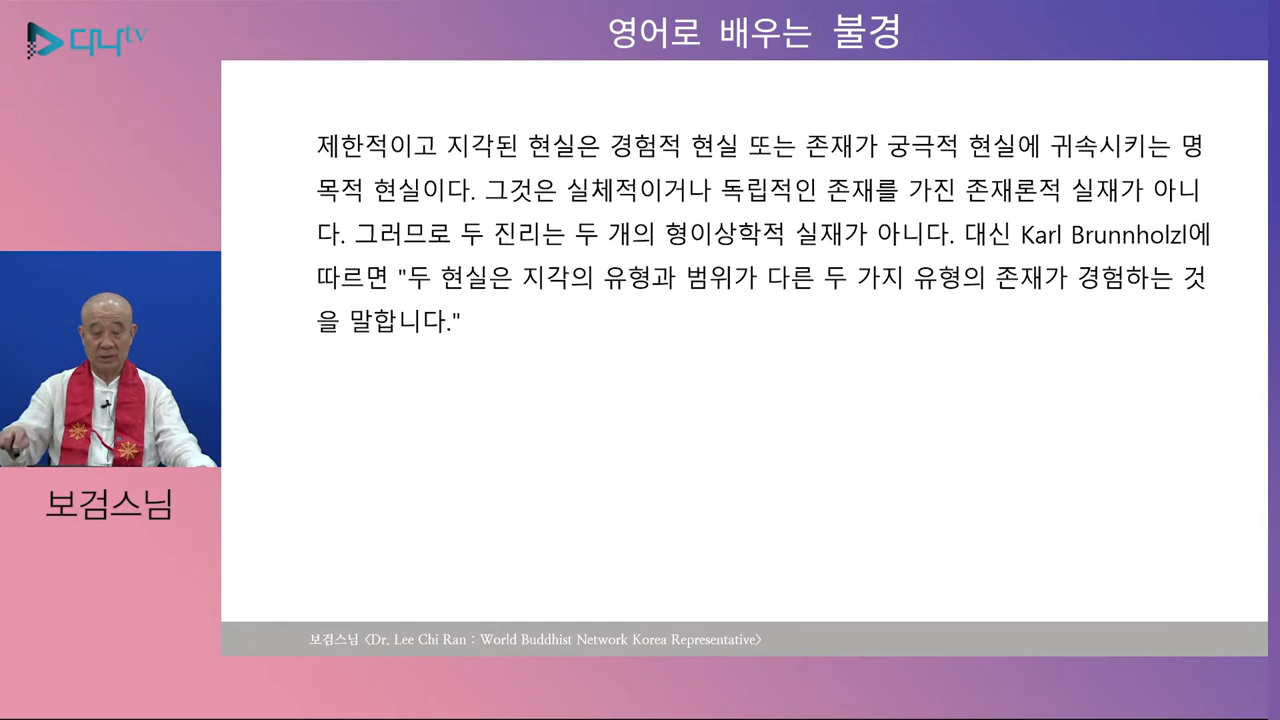 다나tv
영어로 배우는 불경
제한적이고 지각된 현실은 경험적 현실 또는 존재가 궁극적 현실에 귀속시키는 명
목적 현실이다. 그것은 실체적이거나 독립적인 존재를 가진 존재론적 실재가 아니
다. 그러므로 두 진리는 두 개의 형이상학적 실재가 아니다. 대신 Karl Brunnholzl에
따르면 "두 현실은 지각의 유형과 범위가 다른 두 가지 유형의 존재가 경험하는 것
을 말합니다."
보검스님
보검스님 <Dr. Lee Chi Ran : World Buddhist Network Korea Representative>